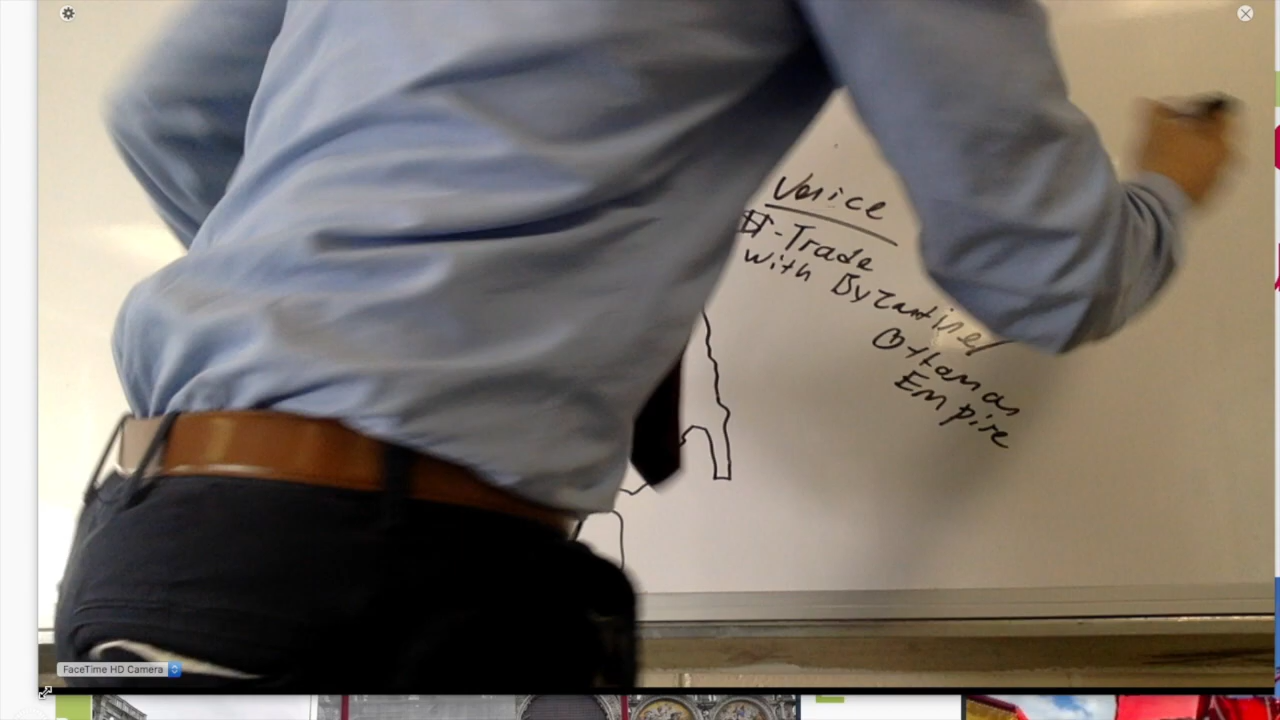 Venice
- Trade
with Byzantine/
Ottoman
Empire
FaceTime HD Camera